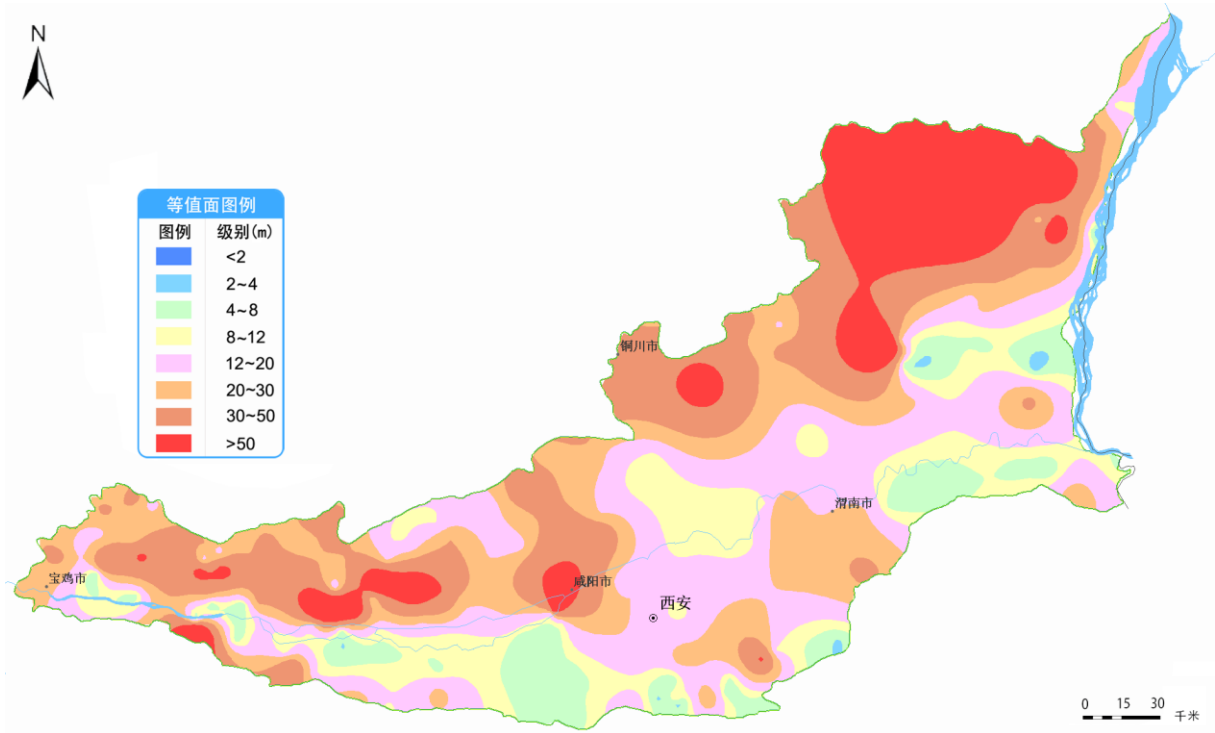 N
等值面图例
图例 级别(m)
<2
2~4
4~8
8~12
12~20
20~30
30~50
>50
铜川市
渭南市
宝鸡市
咸阳市
西安
0 15 30
千米